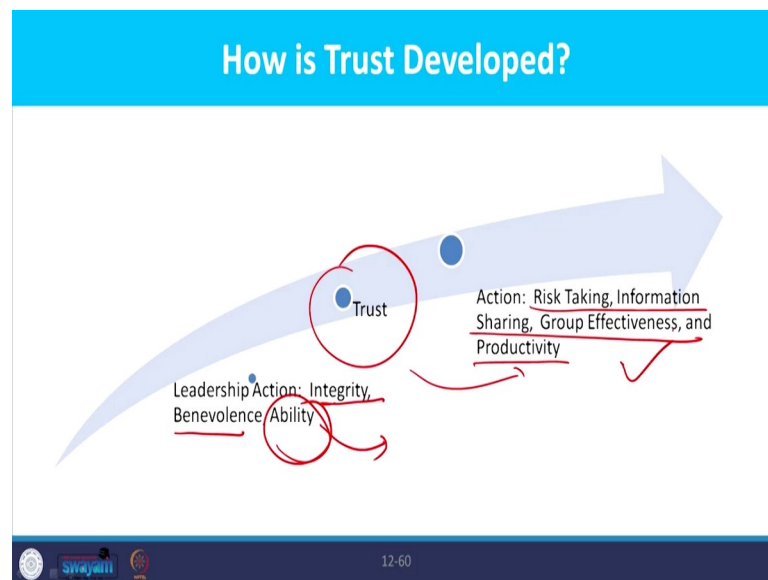 How is Trust Developed?
Trust
Action: Risk Taking, Information
Sharing, Group Effectiveness, and
Productivity
Leadership Action: Integrity,
Benevolence Ability
swayam
12-60